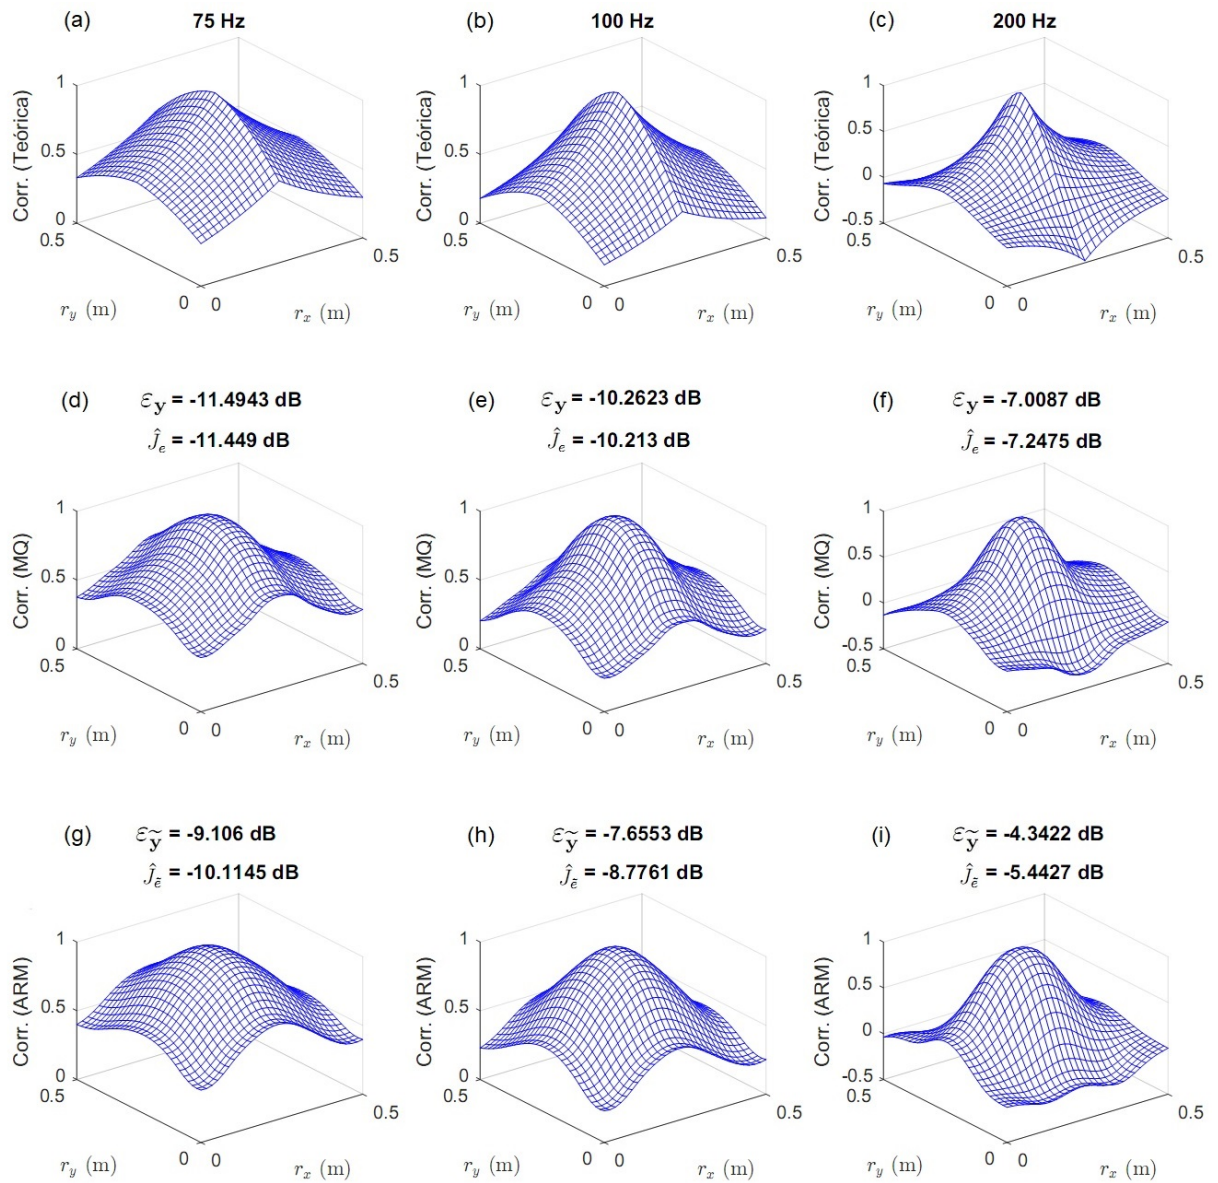 (a) 75 Hz
(b) 100 Hz
(c) 200 Hz
Corr. (Teórica)
1
0.5
0
0.5
0
0
0.5
r_y (m)
r_x (m)
Corr. (Teórica)
1
0.5
0
0.5
0
0
0.5
r_y (m)
r_x (m)
Corr. (Teórica)
1
0.5
0
-0.5
0.5
0
0
0.5
r_y (m)
r_x (m)
(d) ε_y = -11.4943 dB
Ĵ_e = -11.449 dB
(e) ε_y = -10.2623 dB
Ĵ_e = -10.213 dB
(f) ε_y = -7.0087 dB
Ĵ_e = -7.2475 dB
Corr. (MQ)
1
0.5
0
0.5
0
0
0.5
r_y (m)
r_x (m)
Corr. (MQ)
1
0.5
0
0.5
0
0
0.5
r_y (m)
r_x (m)
Corr. (MQ)
1
0.5
0
-0.5
0.5
0
0
0.5
r_y (m)
r_x (m)
(g) ε_ỹ = -9.106 dB
Ĵ_ẽ = -10.1145 dB
(h) ε_ỹ = -7.6553 dB
Ĵ_ẽ = -8.7761 dB
(i) ε_ỹ = -4.3422 dB
Ĵ_ẽ = -5.4427 dB
Corr. (ARM)
1
0.5
0
0.5
0
0
0.5
r_y (m)
r_x (m)
Corr. (ARM)
1
0.5
0
0.5
0
0
0.5
r_y (m)
r_x (m)
Corr. (ARM)
1
0.5
0
-0.5
0.5
0
0
0.5
r_y (m)
r_x (m)